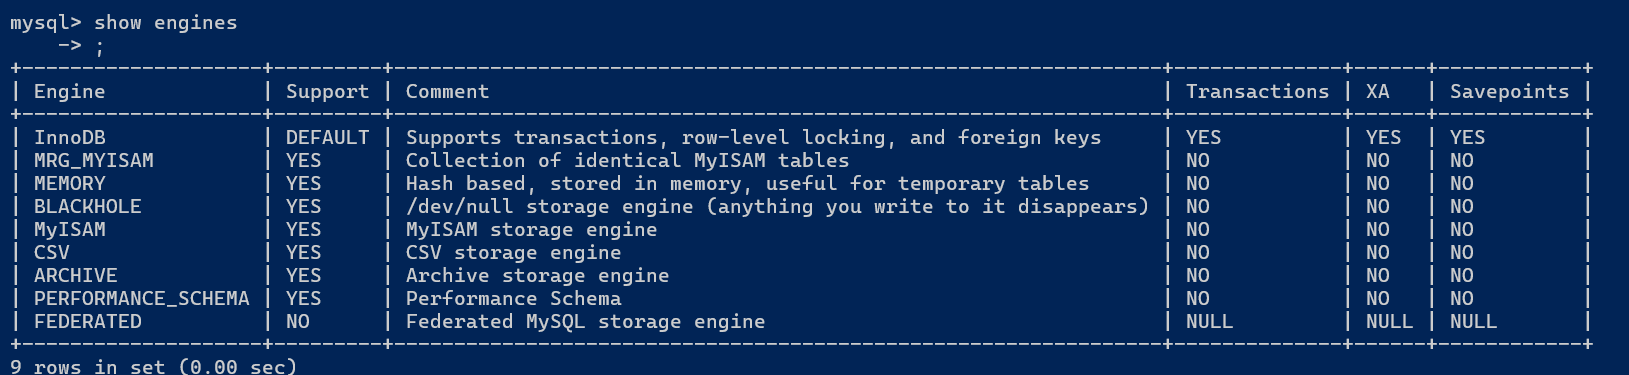 mysql> show engines
    -> ;
+--------------------+---------+----------------------------------------------------------------+--------------+------+------------+
| Engine             | Support | Comment                                                        | Transactions | XA   | Savepoints |
+--------------------+---------+----------------------------------------------------------------+--------------+------+------------+
| InnoDB             | DEFAULT | Supports transactions, row-level locking, and foreign keys     | YES          | YES  | YES        |
| MRG_MYISAM         | YES     | Collection of identical MyISAM tables                          | NO           | NO   | NO         |
| MEMORY             | YES     | Hash based, stored in memory, useful for temporary tables      | NO           | NO   | NO         |
| BLACKHOLE          | YES     | /dev/null storage engine (anything you write to it disappears) | NO           | NO   | NO         |
| MyISAM             | YES     | MyISAM storage engine                                          | NO           | NO   | NO         |
| CSV                | YES     | CSV storage engine                                             | NO           | NO   | NO         |
| ARCHIVE            | YES     | Archive storage engine                                         | NO           | NO   | NO         |
| PERFORMANCE_SCHEMA | YES     | Performance Schema                                             | NO           | NO   | NO         |
| FEDERATED          | NO      | Federated MySQL storage engine                                 | NULL         | NULL | NULL       |
+--------------------+---------+----------------------------------------------------------------+--------------+------+------------+
9 rows in set (0.00 sec)